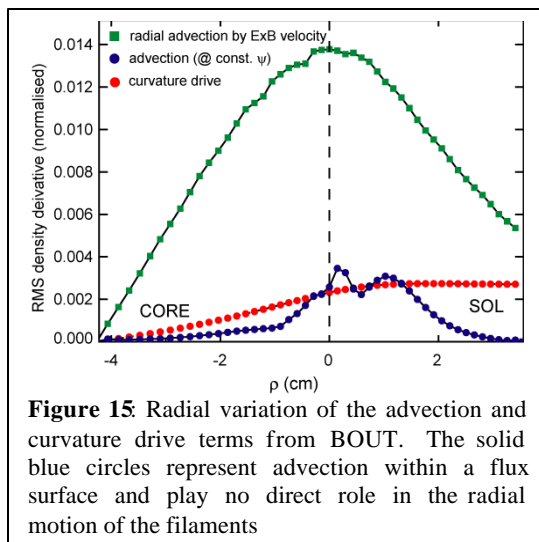 0.014
0.012
0.010
0.008
0.006
0.004
0.002
0.000
RMS density deivative (normalised)
radial advection by ExB velocity
advection (@ const. ψ)
curvature drive
CORE
SOL
-4
-2
0
2
ρ (cm)
Figure 15: Radial variation of the advection and
curvature drive terms from BOUT. The solid
blue circles represent advection within a flux
surface and play no direct role in the radial
motion of the filaments